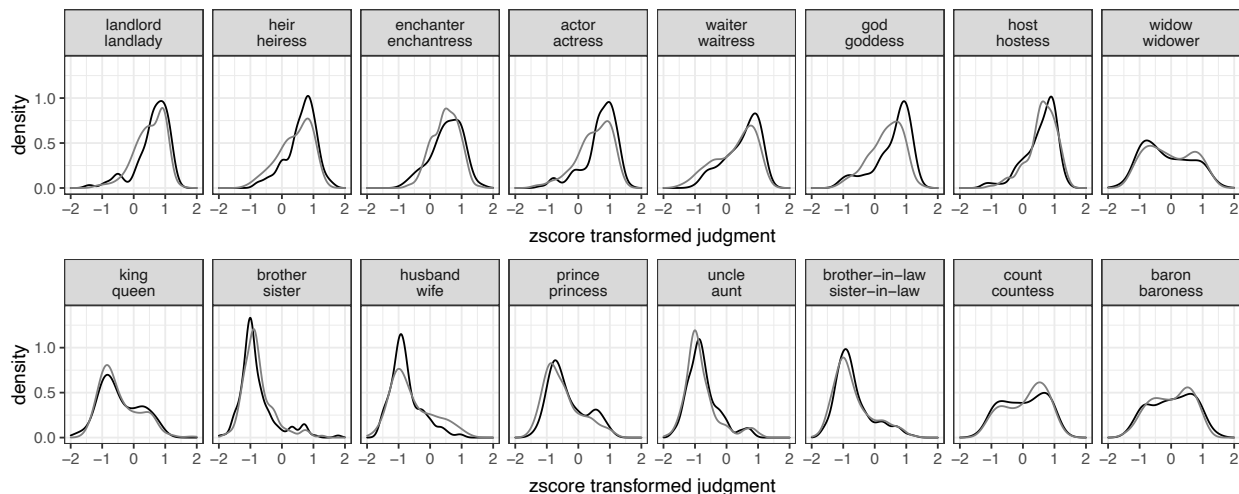 landlord heir enchanter actor waiter god host widow
landlady heiress enchantress actress waitress goddess hostess widower
density
1.0
0.5
0.0
−2 −1 0 1 2 −2 −1 0 1 2 −2 −1 0 1 2 −2 −1 0 1 2 −2 −1 0 1 2 −2 −1 0 1 2 −2 −1 0 1 2 −2 −1 0 1 2
zscore transformed judgment
king brother husband prince uncle brother−in−law count baron
queen sister wife princess aunt sister−in−law countess baroness
density
1.0
0.5
0.0
−2 −1 0 1 2 −2 −1 0 1 2 −2 −1 0 1 2 −2 −1 0 1 2 −2 −1 0 1 2 −2 −1 0 1 2 −2 −1 0 1 2 −2 −1 0 1 2
zscore transformed judgment